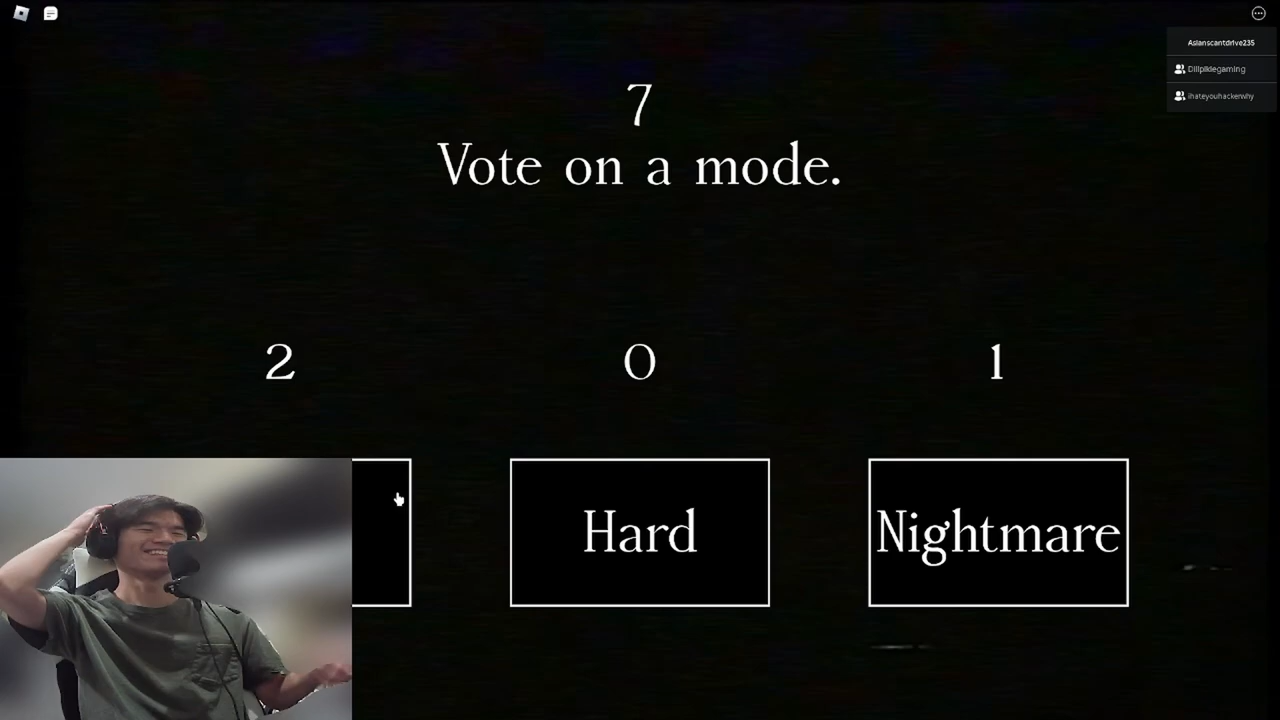 Asianscantdrive235
Dillpiklegaming
ihateyouhackerwhy
7
Vote on a mode.
2
0
1
Hard
Nightmare